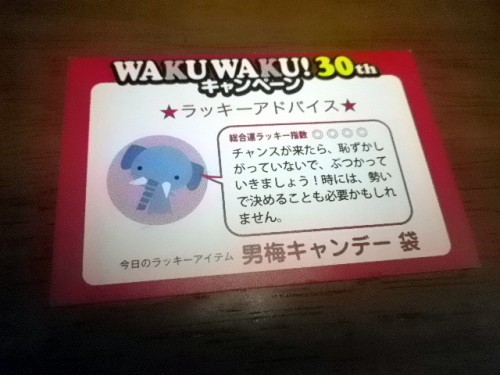 WAKU WAKU! 30th
キャンペーン
★ラッキーアドバイス★
総合運ラッキー指数 ◎◎◎◎
チャンスが来たら、恥ずかし
がっていないで、ぶつかって
いきましょう！時には、勢い
で決めることも必要かもしれ
ません。
今日のラッキーアイテム 男梅キャンデー 袋